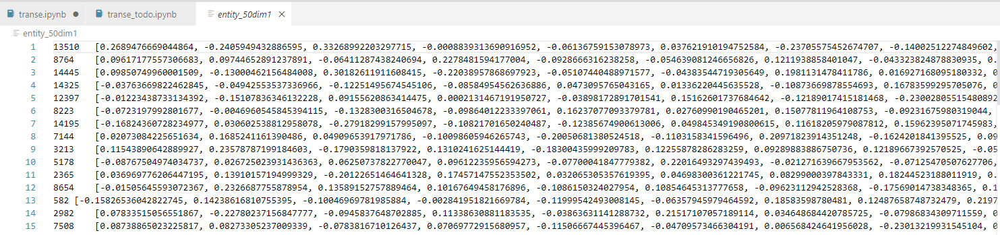 transe.ipynb ● transe_todo.ipynb entity_50dim1 ×
entity_50dim1
1 13510 [0.2689476669044864, -0.2405949432886595, 0.33268992203297715, -0.0008839313690916952, -0.06136759153078973, 0.037621910194752584, -0.23705575452674707, -0.14002512274849602,
2 8764 [0.09617177557306683, 0.09744652891237891, -0.06411287438240694, 0.2278481594177004, -0.0928666316238258, -0.054639081246656826, 0.1211938858401047, -0.043323824878830935, 0.
3 14445 [0.09850749960001509, -0.13000462156484008, 0.30182611911608415, -0.22038957868697923, -0.05107440488971577, -0.04383544719305649, 0.1981131478411786, 0.016927168095180332, 0.
4 14325 [-0.03763669822462845, -0.04942553537336966, -0.12251495674545106, -0.08584954562636886, 0.0473095765043165, 0.01336220445635528, -0.10873669878554693, 0.16783599295705076, 0
5 12397 [-0.01223438733134392, -0.15107836346132228, 0.09155620863414475, 0.0002131467191950727, -0.03898172891701541, 0.15162601737684642, -0.12189017415181468, -0.23002805515480892
6 8223 [-0.0723197992801677, -0.0046960545845394115, -0.1328300316504678, -0.09864012233397061, 0.16237077093379781, 0.02760990190465201, 0.15077811964108753, -0.09231675980319044,
7 14195 [-0.16824360728234977, 0.030602538812958078, -0.27918299157995097, -0.10821701650240487, -0.12385674900613006, 0.049845349190800615, 0.11618205979087812, 0.15962395071745983,
8 7144 [0.02073084225651634, 0.1685241161390486, 0.04909653917971786, -0.10098605946265743, -0.20050681380524518, -0.1103158341596496, 0.20971823914351248, -0.1624201841395525, 0.09
9 3213 [0.11543890642889927, 0.23578787199184603, -0.1790359818137922, 0.1310241625144419, -0.18300435999209783, 0.12255878286283259, 0.09289883886750736, 0.12189667392570525, -0.05
10 5178 [-0.08767504974034737, 0.026725023931436363, 0.06250737822770047, 0.09612235956594273, -0.07700041847779382, 0.22016493297439493, -0.021271639667953562, -0.07125470507627706,
11 2365 [0.036969776206447195, 0.13910157194999329, -0.20122651464641328, 0.17457147552353502, 0.032065305357619395, 0.04698300361221745, 0.08299000397843331, 0.18244523188011919, 0.
12 8654 [-0.01505645593072367, 0.2326687755878954, 0.13589152757889464, 0.10167649458176896, -0.1086150324027954, 0.10854645313777658, -0.09623112942528368, -0.17569014738348365, 0.1
13 582 [-0.15826536042822745, 0.14238616810755395, -0.10046969781985884, -0.002841951821669784, -0.11999542493008145, -0.06357945979464592, 0.18583598780481, 0.12487658748732479, 0.2197
14 2982 [0.07833515056551867, -0.22780237156847777, -0.0945837648702885, 0.11338630881183535, -0.03863631141288732, 0.21517107057189114, 0.034648684420785725, -0.07986834309711559, 0
15 7508 [0.08738865023225817, 0.08273305237009339, -0.0783816710126437, 0.07069772915680957, -0.11506667445396467, -0.04709573466304191, 0.006568424641956028, -0.23013219931545104,